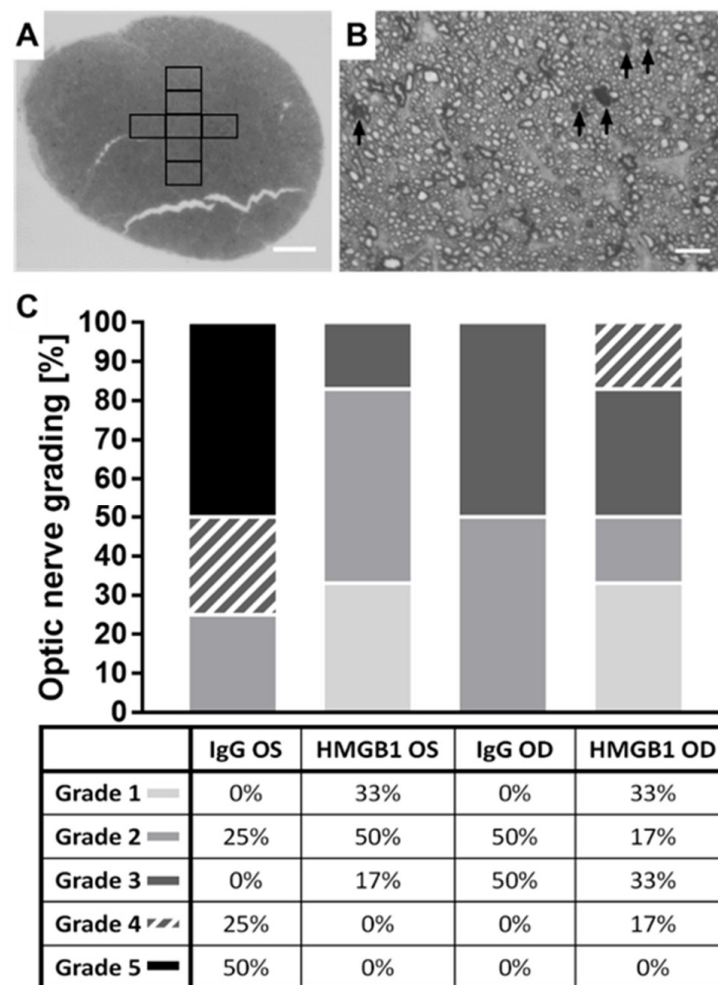 A
B
C
Optic nerve grading [%]
100
90
80
70
60
50
40
30
20
10
0
IgG OS HMGB1 OS IgG OD HMGB1 OD
Grade 1 0% 33% 0% 33%
Grade 2 25% 50% 50% 17%
Grade 3 0% 17% 50% 33%
Grade 4 25% 0% 0% 17%
Grade 5 50% 0% 0% 0%